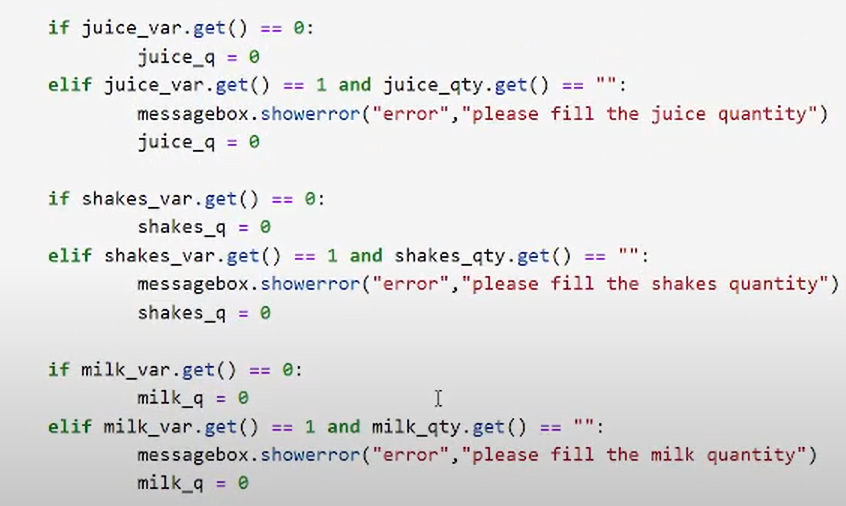 if juice_var.get() == 0:
        juice_q = 0
elif juice_var.get() == 1 and juice_qty.get() == "":
        messagebox.showerror("error","please fill the juice quantity")
        juice_q = 0

if shakes_var.get() == 0:
        shakes_q = 0
elif shakes_var.get() == 1 and shakes_qty.get() == "":
        messagebox.showerror("error","please fill the shakes quantity")
        shakes_q = 0

if milk_var.get() == 0:
        milk_q = 0
elif milk_var.get() == 1 and milk_qty.get() == "":
        messagebox.showerror("error","please fill the milk quantity")
        milk_q = 0